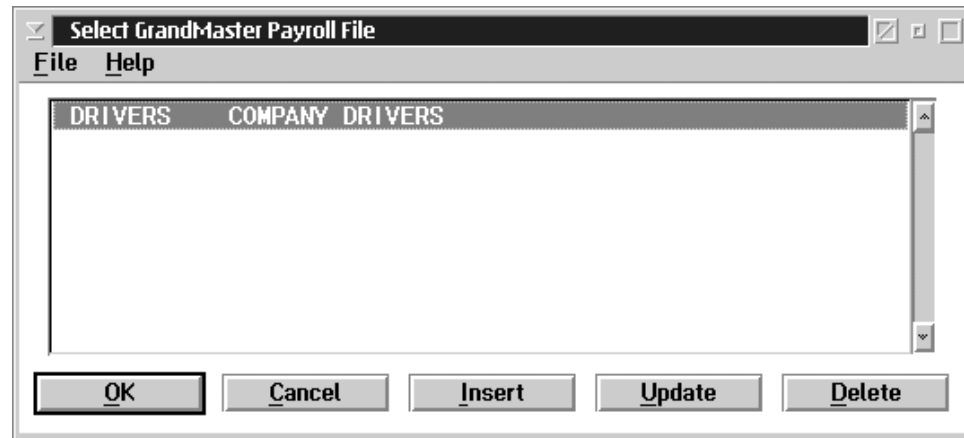 Select GrandMaster Payroll File
File Help
DRIVERS COMPANY DRIVERS
OK Cancel Insert Update Delete